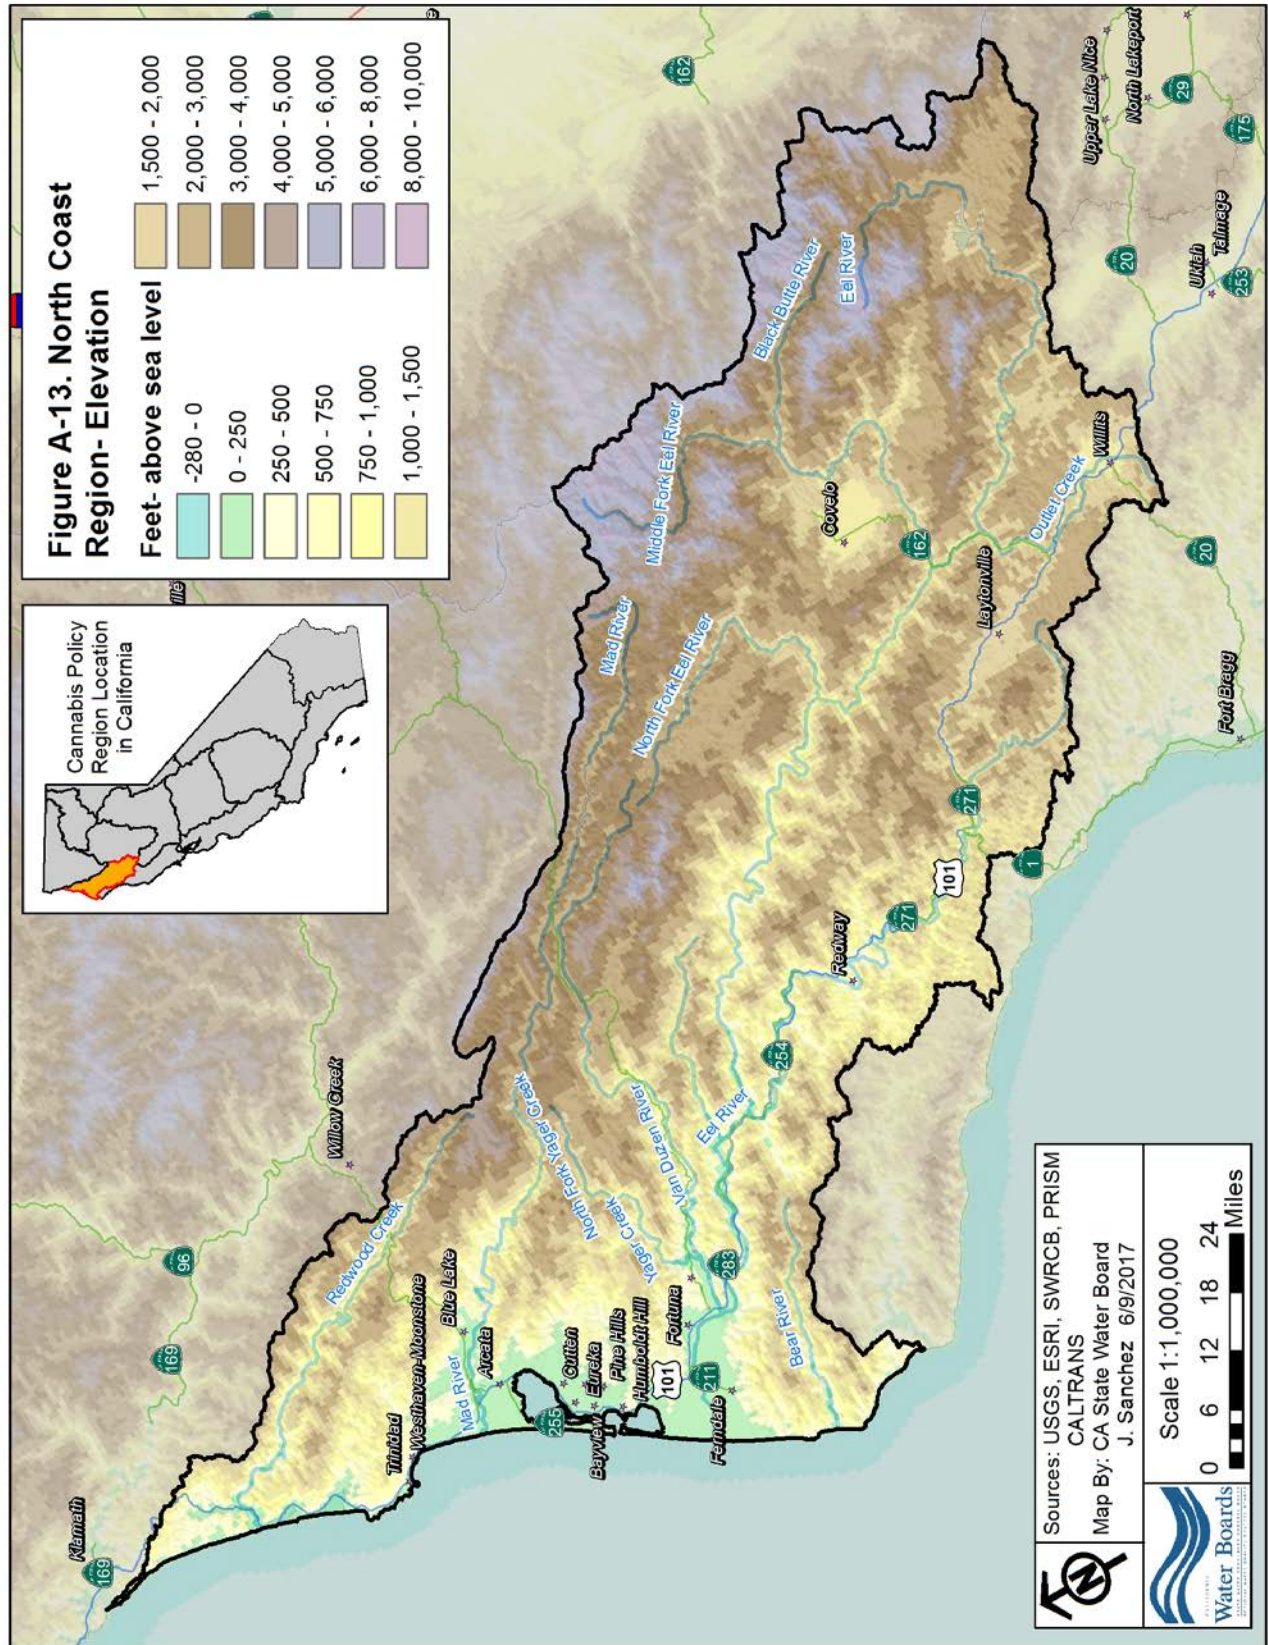 Figure A-13. North Coast
Region- Elevation
Feet- above sea level
-280 - 0
0 - 250
250 - 500
500 - 750
750 - 1,000
1,000 - 1,500
1,500 - 2,000
2,000 - 3,000
3,000 - 4,000
4,000 - 5,000
5,000 - 6,000
6,000 - 8,000
8,000 - 10,000
Cannabis Policy
Region Location
in California
Klamath
169
169
96
Willow Creek
Redwood Creek
Trinidad
Westhaven-Moonstone
Blue Lake
Mad River
Arcata
255
Cutten
Eureka
Bayview
Pine Hills
Humboldt Hill
101
Fortuna
211
Ferndale
283
Yager Creek
North Fork Yager Creek
Van Duzen River
Eel River
Bear River
254
Redway
271
101
271
1
Mad River
North Fork Eel River
Middle Fork Eel River
Black Butte River
Eel River
Covelo
162
162
Laytonville
Outlet Creek
Willits
20
Fort Bragg
20
Ukiah
Talmage
253
175
29
Upper Lake
Nice
North Lakeport
ville
N
Sources: USGS, ESRI, SWRCB, PRISM
CALTRANS
Map By: CA State Water Board
J. Sanchez 6/9/2017
CALIFORNIA
Water Boards
Scale 1:1,000,000
0 6 12 18 24
Miles